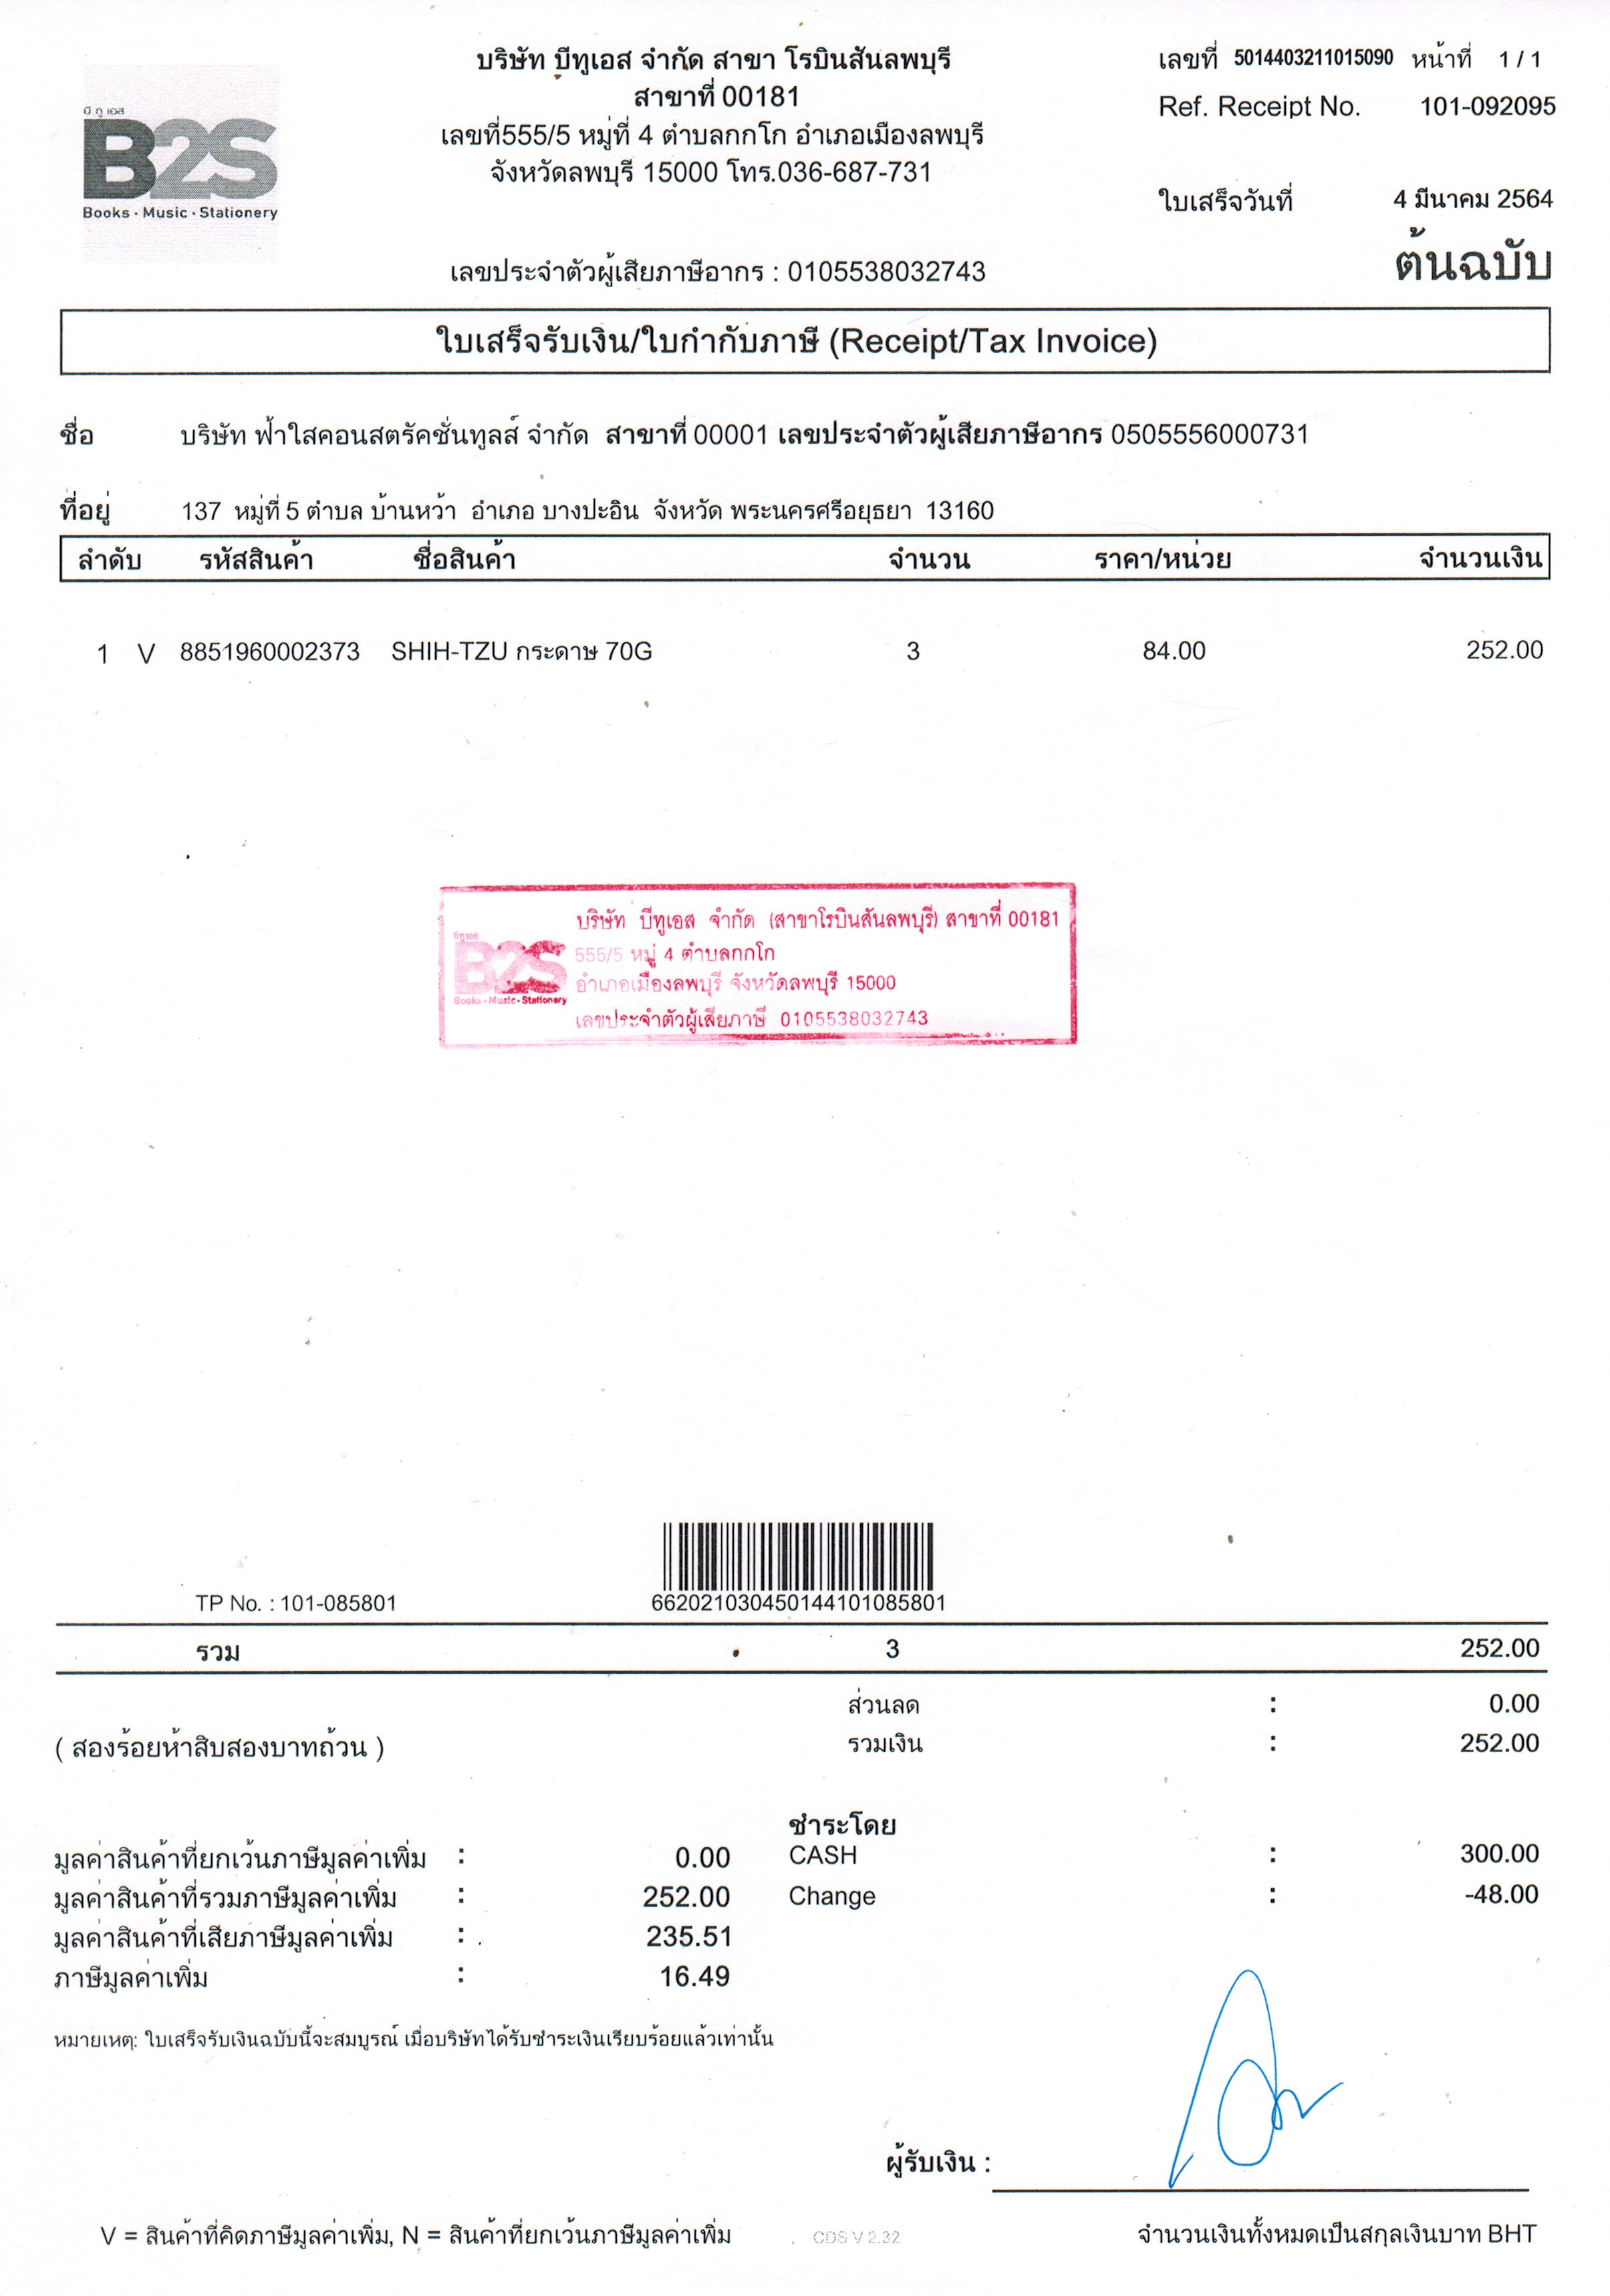 บริษัท บีทูเอส จำกัด สาขา โรบินสันลพบุรี
สาขาที่ 00181
เลขที่555/5 หมู่ที่ 4 ตำบลกกโก อำเภอเมืองลพบุรี
จังหวัดลพบุรี 15000 โทร.036-687-731
เลขประจำตัวผู้เสียภาษีอากร : 0105538032743
บี ทู เอส
B2S
Books · Music · Stationery
เลขที่ 5014403211015090 หน้าที่ 1 / 1
Ref. Receipt No. 101-092095
ใบเสร็จวันที่ 4 มีนาคม 2564
ต้นฉบับ
ใบเสร็จรับเงิน/ใบกำกับภาษี (Receipt/Tax Invoice)
ชื่อ บริษัท ฟ้าใสคอนสตรัคชั่นทูลส์ จำกัด สาขาที่ 00001 เลขประจำตัวผู้เสียภาษีอากร 0505556000731
ที่อยู่ 137 หมู่ที่ 5 ตำบล บ้านหว้า อำเภอ บางปะอิน จังหวัด พระนครศรีอยุธยา 13160
ลำดับ รหัสสินค้า ชื่อสินค้า จำนวน ราคา/หน่วย จำนวนเงิน
1 V 8851960002373 SHIH-TZU กระดาษ 70G 3 84.00 252.00
บริษัท บีทูเอส จำกัด (สาขาโรบินสันลพบุรี) สาขาที่ 00181
555/5 หมู่ 4 ตำบลกกโก
อำเภอเมืองลพบุรี จังหวัดลพบุรี 15000
เลขประจำตัวผู้เสียภาษี 0105538032743
บีทูเอส
B2S
Books · Music · Stationery
TP No. : 101-085801
6620210304501441010​85801
รวม 3 252.00
ส่วนลด : 0.00
( สองร้อยห้าสิบสองบาทถ้วน ) รวมเงิน : 252.00
ชำระโดย
มูลค่าสินค้าที่ยกเว้นภาษีมูลค่าเพิ่ม : 0.00 CASH : 300.00
มูลค่าสินค้าที่รวมภาษีมูลค่าเพิ่ม : 252.00 Change : -48.00
มูลค่าสินค้าที่เสียภาษีมูลค่าเพิ่ม : 235.51
ภาษีมูลค่าเพิ่ม : 16.49
หมายเหตุ: ใบเสร็จรับเงินฉบับนี้จะสมบูรณ์ เมื่อบริษัทได้รับชำระเงินเรียบร้อยแล้วเท่านั้น
ผู้รับเงิน :
V = สินค้าที่คิดภาษีมูลค่าเพิ่ม, N = สินค้าที่ยกเว้นภาษีมูลค่าเพิ่ม CDS V 2.32 จำนวนเงินทั้งหมดเป็นสกุลเงินบาท BHT